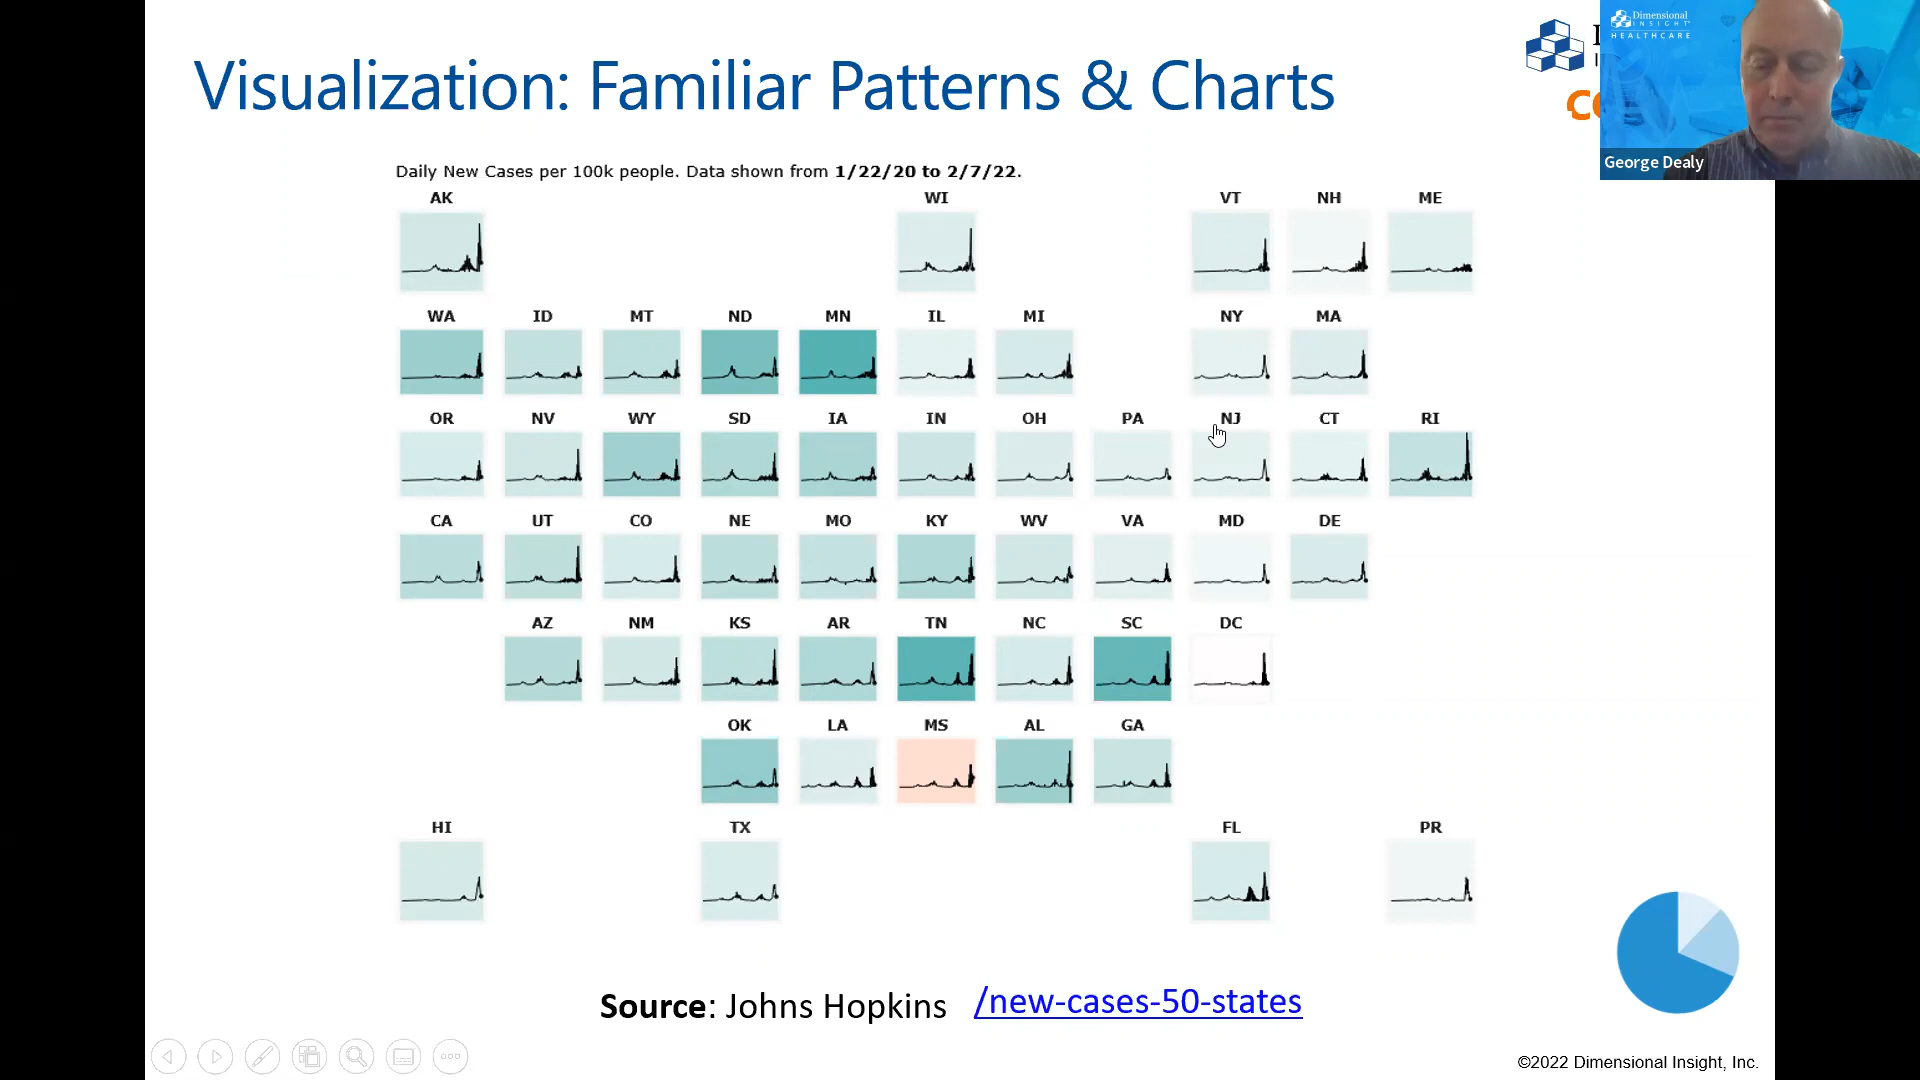 Visualization: Familiar Patterns & Charts
Dimensional
INSIGHT
HEALTHCARE
George Dealy
Daily New Cases per 100k people. Data shown from 1/22/20 to 2/7/22.
AK WI VT NH ME
WA ID MT ND MN IL MI NY MA
OR NV WY SD IA IN OH PA NJ CT RI
CA UT CO NE MO KY WV VA MD DE
AZ NM KS AR TN NC SC DC
OK LA MS AL GA
HI TX FL PR
Source: Johns Hopkins /new-cases-50-states
©2022 Dimensional Insight, Inc.